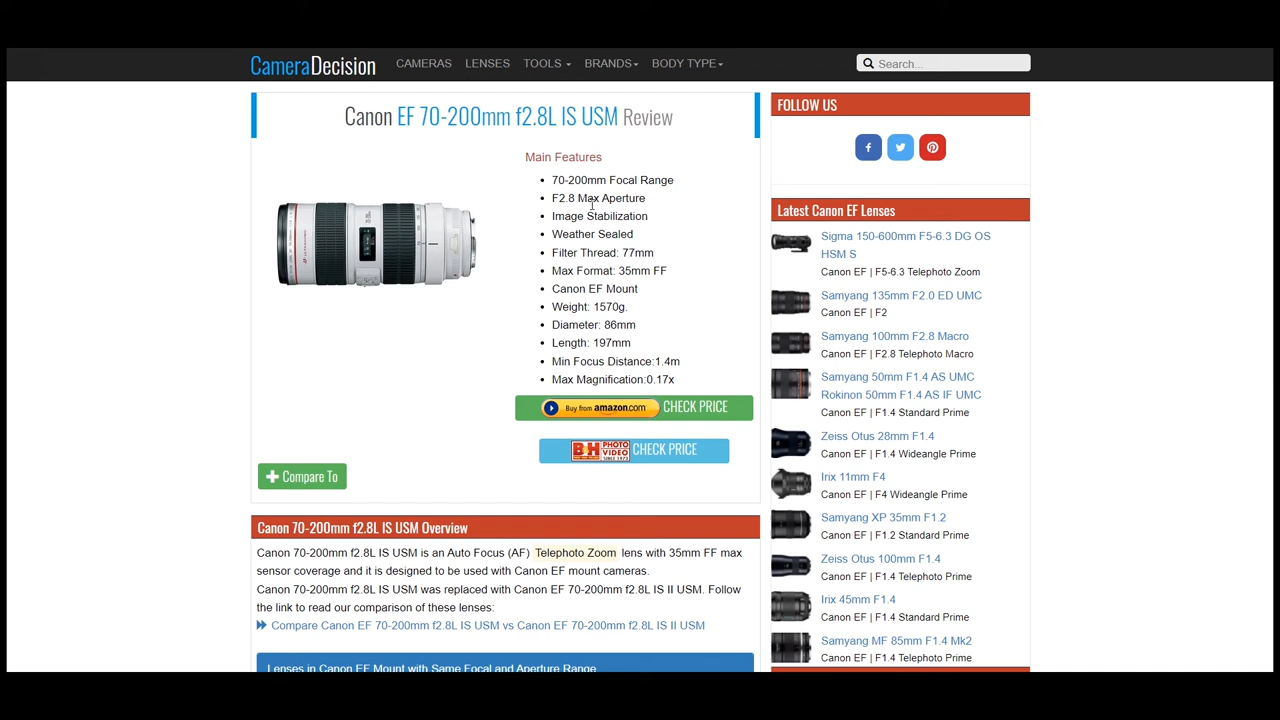 CameraDecision
CAMERAS LENSES TOOLS BRANDS BODY TYPE
Search...
Canon EF 70-200mm f2.8L IS USM Review
Main Features
70-200mm Focal Range
F2.8 Max Aperture
Image Stabilization
Weather Sealed
Filter Thread: 77mm
Max Format: 35mm FF
Canon EF Mount
Weight: 1570g.
Diameter: 86mm
Length: 197mm
Min Focus Distance:1.4m
Max Magnification:0.17x
Buy from amazon.com CHECK PRICE
B&H PHOTO VIDEO SINCE 1973 CHECK PRICE
Compare To
Canon 70-200mm f2.8L IS USM Overview
Canon 70-200mm f2.8L IS USM is an Auto Focus (AF) Telephoto Zoom lens with 35mm FF max
sensor coverage and it is designed to be used with Canon EF mount cameras.
Canon 70-200mm f2.8L IS USM was replaced with Canon EF 70-200mm f2.8L IS II USM. Follow
the link to read our comparison of these lenses:
Compare Canon EF 70-200mm f2.8L IS USM vs Canon EF 70-200mm f2.8L IS II USM
Lenses in Canon EF Mount with Same Focal and Aperture Range
FOLLOW US
Latest Canon EF Lenses
Sigma 150-600mm F5-6.3 DG OS
HSM S
Canon EF | F5-6.3 Telephoto Zoom
Samyang 135mm F2.0 ED UMC
Canon EF | F2
Samyang 100mm F2.8 Macro
Canon EF | F2.8 Telephoto Macro
Samyang 50mm F1.4 AS UMC
Rokinon 50mm F1.4 AS IF UMC
Canon EF | F1.4 Standard Prime
Zeiss Otus 28mm F1.4
Canon EF | F1.4 Wideangle Prime
Irix 11mm F4
Canon EF | F4 Wideangle Prime
Samyang XP 35mm F1.2
Canon EF | F1.2 Standard Prime
Zeiss Otus 100mm F1.4
Canon EF | F1.4 Telephoto Prime
Irix 45mm F1.4
Canon EF | F1.4 Standard Prime
Samyang MF 85mm F1.4 Mk2
Canon EF | F1.4 Telephoto Prime